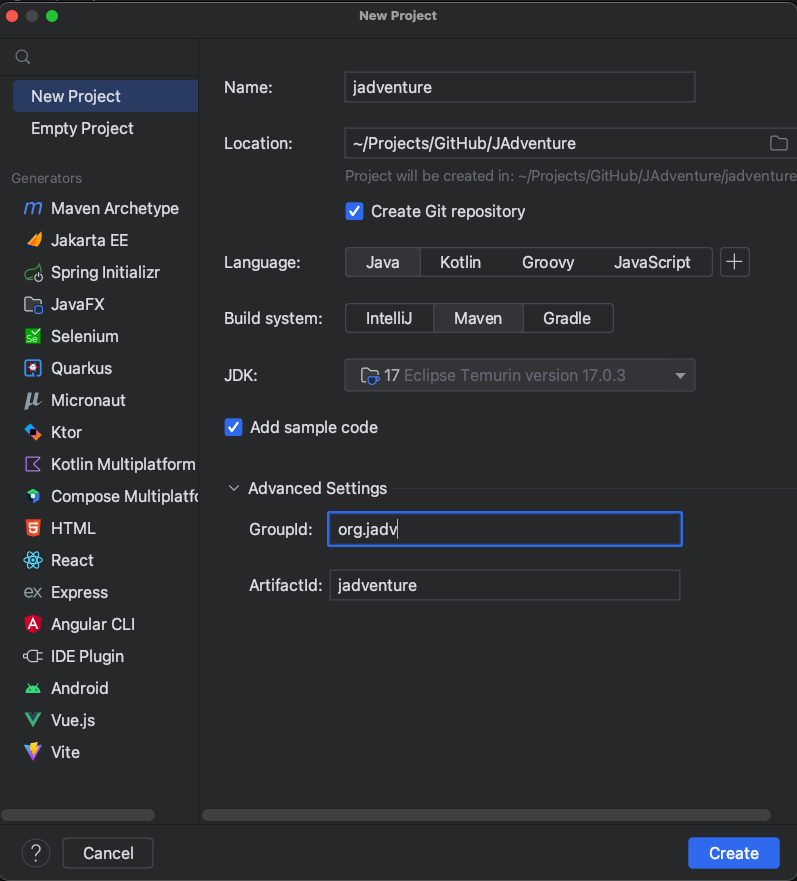 New Project
New Project
Empty Project
Generators
Maven Archetype
Jakarta EE
Spring Initializr
JavaFX
Selenium
Quarkus
Micronaut
Ktor
Kotlin Multiplatform
Compose Multiplatfo
HTML
React
Express
Angular CLI
IDE Plugin
Android
Vue.js
Vite
Name: jadventure
Location: ~/Projects/GitHub/JAdventure
Project will be created in: ~/Projects/GitHub/JAdventure/jadventure
Create Git repository
Language: Java Kotlin Groovy JavaScript +
Build system: IntelliJ Maven Gradle
JDK: 17 Eclipse Temurin version 17.0.3
Add sample code
Advanced Settings
GroupId: org.jadv
ArtifactId: jadventure
? Cancel Create